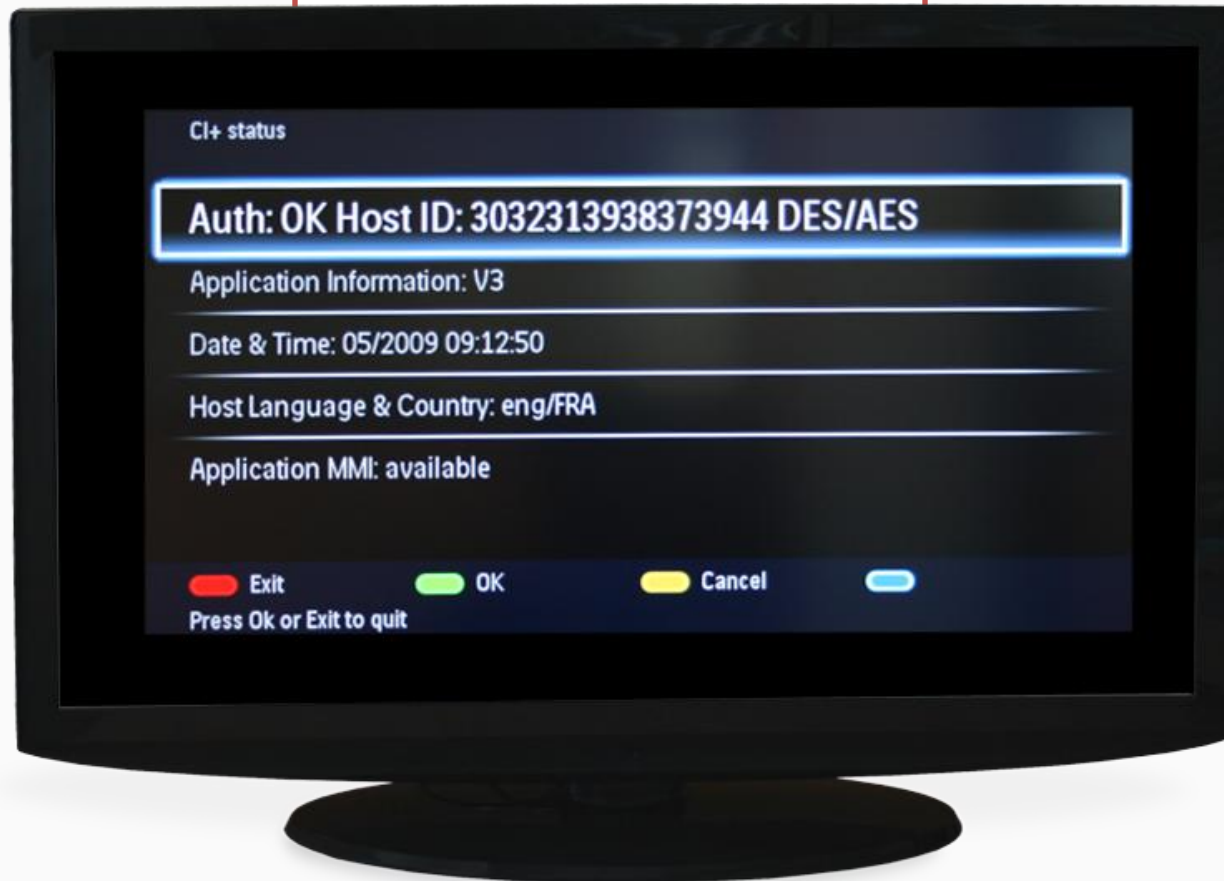 CI+ status
Auth: OK Host ID: 3032313938373944 DES/AES
Application Information: V3
Date & Time: 05/2009 09:12:50
Host Language & Country: eng/FRA
Application MMI: available
Exit OK Cancel
Press Ok or Exit to quit